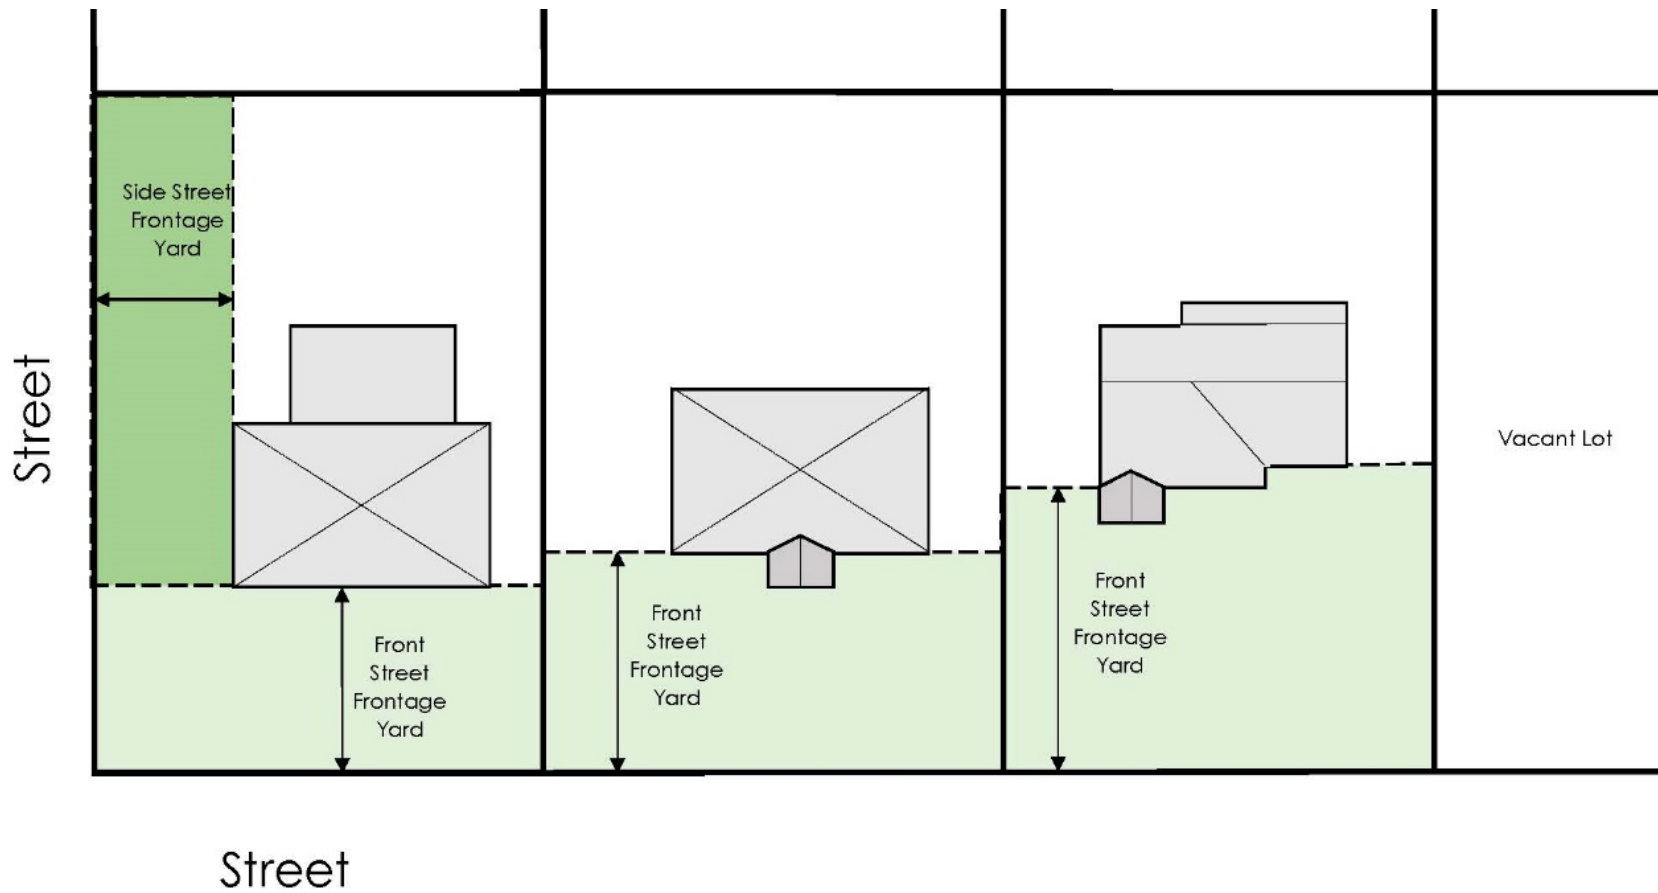 Side Street
Frontage
Yard
Street
Vacant Lot
Front
Street
Frontage
Yard
Front
Street
Frontage
Yard
Front
Street
Frontage
Yard
Street